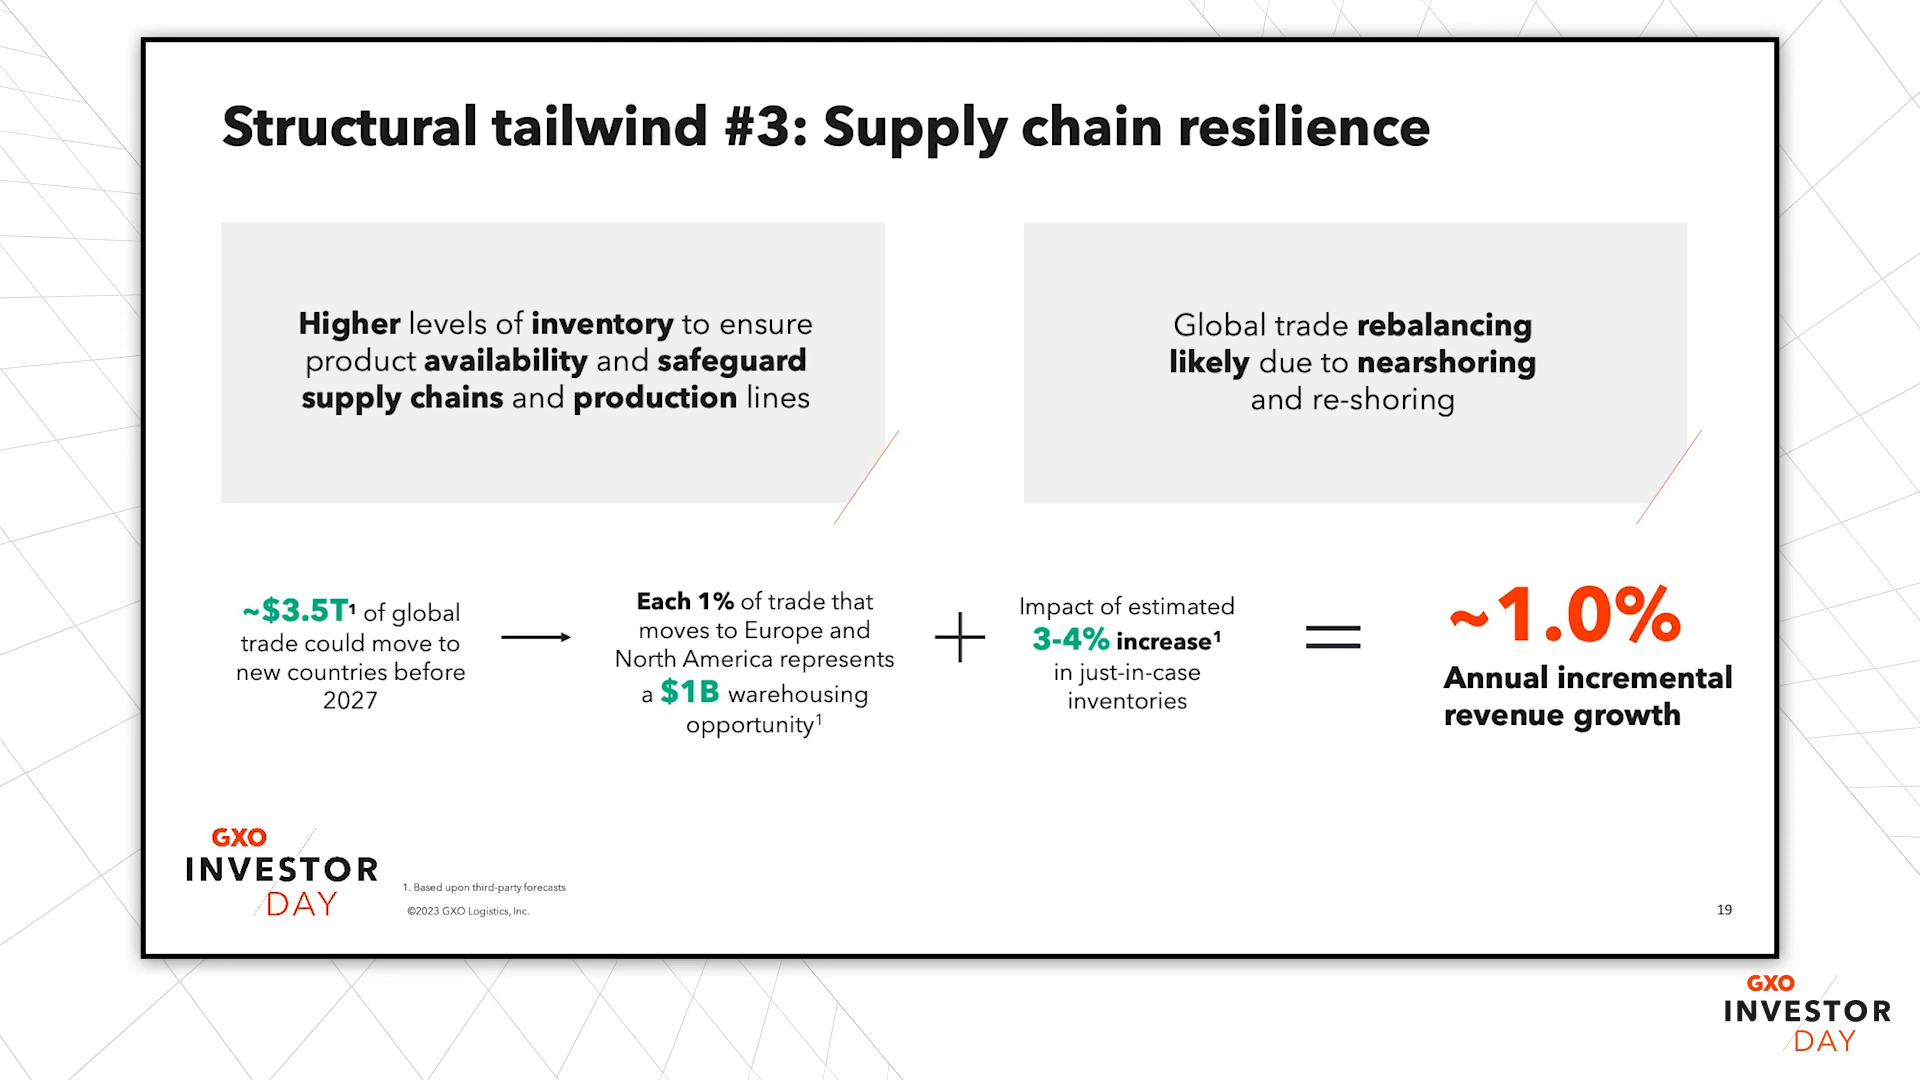 Structural tailwind #3: Supply chain resilience
Higher levels of inventory to ensure
product availability and safeguard
supply chains and production lines
Global trade rebalancing
likely due to nearshoring
and re-shoring
~$3.5T¹ of global
trade could move to
new countries before
2027
Each 1% of trade that
moves to Europe and
North America represents
a $1B warehousing
opportunity¹
Impact of estimated
3-4% increase¹
in just-in-case
inventories
~1.0%
Annual incremental
revenue growth
GXO
INVESTOR
DAY
1. Based upon third-party forecasts
©2023 GXO Logistics, Inc.
19
GXO
INVESTOR
DAY